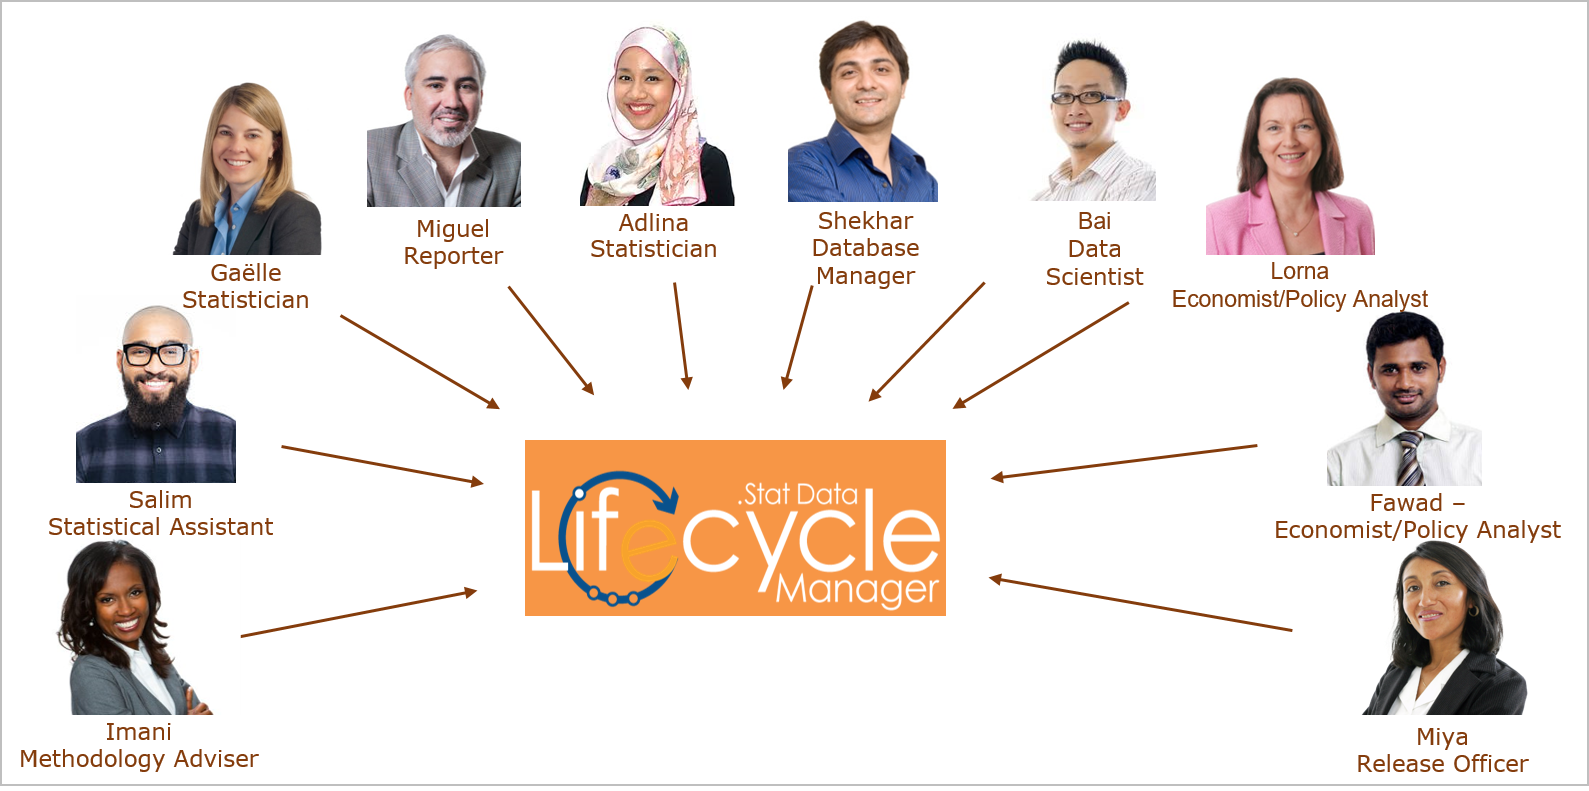 Gaëlle
Statistician
Miguel
Reporter
Adlina
Statistician
Shekhar
Database
Manager
Bai
Data
Scientist
Lorna
Economist/Policy Analyst
Salim
Statistical Assistant
.Stat Data
Lifecycle
Manager
Fawad –
Economist/Policy Analyst
Imani
Methodology Adviser
Miya
Release Officer